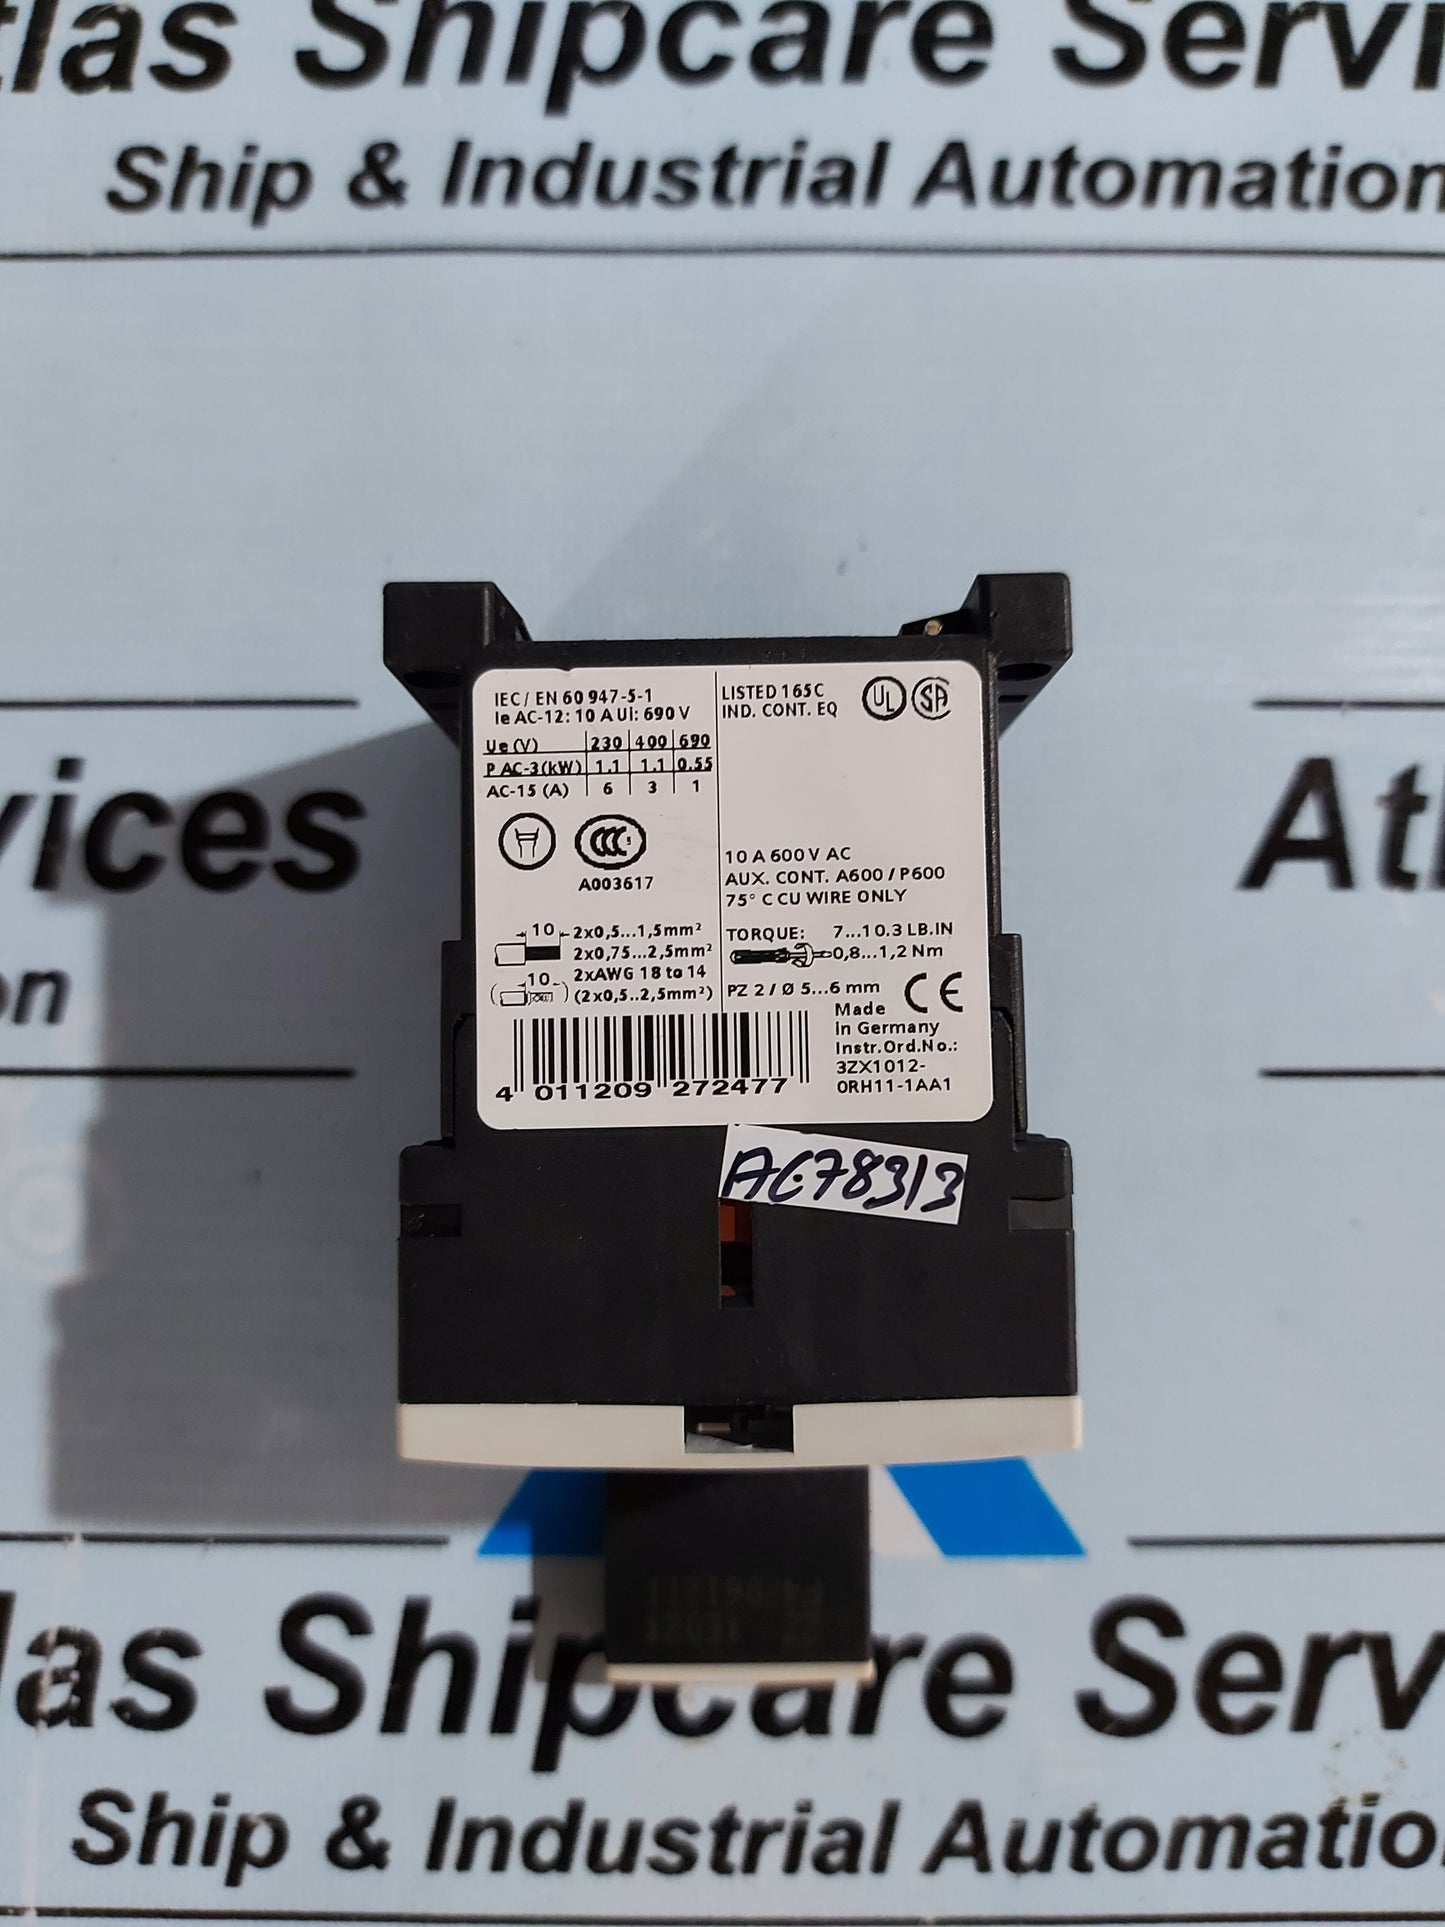 tlas Shipcare Servi
Ship & Industrial Automation
IEC / EN 60 947-5-1
Ie AC-12: 10 A Ui: 690 V
Ue (V) 230 400 690
P AC-3(kW) 1.1 1.1 0.55
AC-15 (A) 6 3 1
CCC
A003617
10 2x0,5...1,5mm²
2x0,75...2,5mm²
10 2xAWG 18 to 14
(2x0,5..2,5mm²)
4 011209 272477
LISTED 165C
IND. CONT. EQ
UL
SA
10 A 600 V AC
AUX. CONT. A600 / P600
75° C CU WIRE ONLY
TORQUE: 7...10.3 LB.IN
0,8...1,2 Nm
PZ 2 / Ø 5...6 mm
CE
Made
in Germany
Instr.Ord.No.:
3ZX1012-
0RH11-1AA1
vices
Atl
on
las Shipcare Serv
Ship & Industrial Automatio